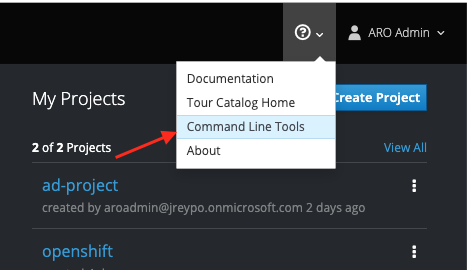 ARO Admin
Documentation
Tour Catalog Home
Command Line Tools
About
My Projects
Create Project
2 of 2 Projects
View All
ad-project
created by aroadmin@jreypo.onmicrosoft.com 2 days ago
openshift